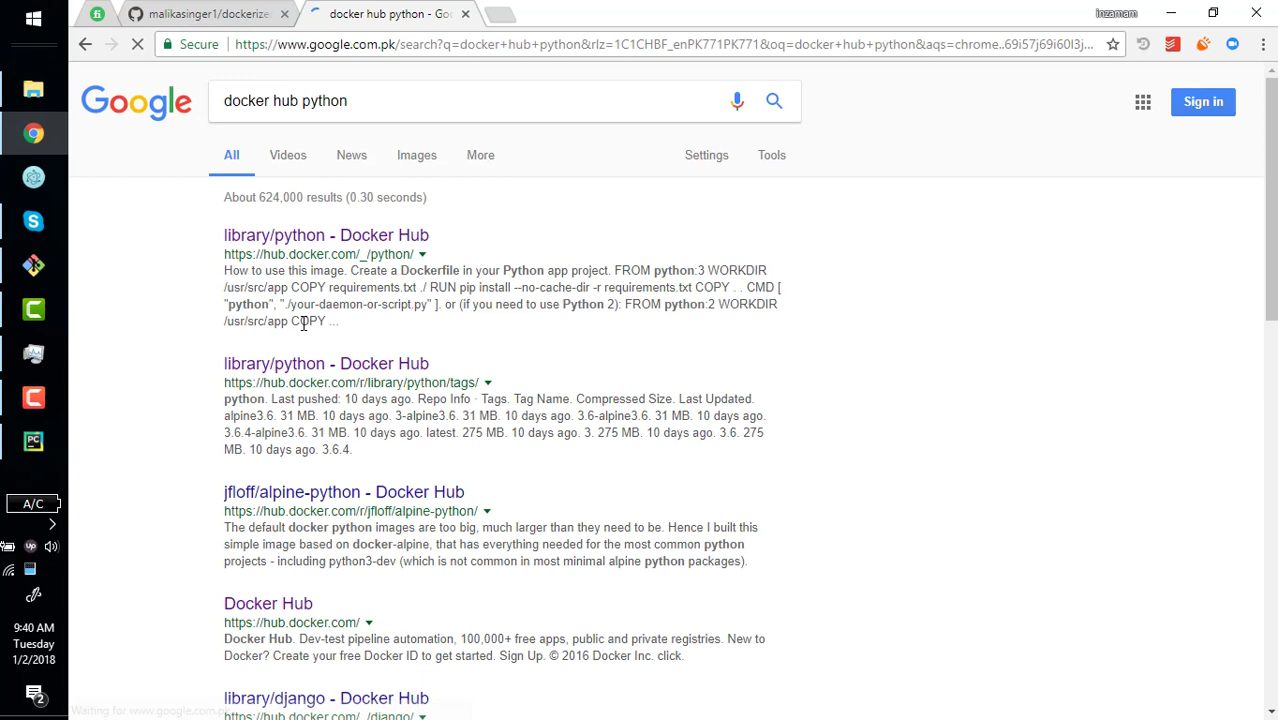 malikasinger1/dockerize
docker hub python - Go
inzamam
Secure
https://www.google.com.pk/search?q=docker+hub+python&rlz=1C1CHBF_enPK771PK771&oq=docker+hub+python&aqs=chrome..69i57j69i60l3j...
Google
docker hub python
Sign in
All Videos News Images More Settings Tools
About 624,000 results (0.30 seconds)
library/python - Docker Hub
https://hub.docker.com/_/python/
How to use this image. Create a Dockerfile in your Python app project. FROM python:3 WORKDIR
/usr/src/app COPY requirements.txt ./ RUN pip install --no-cache-dir -r requirements.txt COPY . . CMD [
"python", "./your-daemon-or-script.py" ]. or (if you need to use Python 2): FROM python:2 WORKDIR
/usr/src/app COPY ...
library/python - Docker Hub
https://hub.docker.com/r/library/python/tags/
python. Last pushed: 10 days ago. Repo Info · Tags. Tag Name. Compressed Size. Last Updated.
alpine3.6. 31 MB. 10 days ago. 3-alpine3.6. 31 MB. 10 days ago. 3.6-alpine3.6. 31 MB. 10 days ago.
3.6.4-alpine3.6. 31 MB. 10 days ago. latest. 275 MB. 10 days ago. 3. 275 MB. 10 days ago. 3.6. 275
MB. 10 days ago. 3.6.4.
jfloff/alpine-python - Docker Hub
https://hub.docker.com/r/jfloff/alpine-python/
The default docker python images are too big, much larger than they need to be. Hence I built this
simple image based on docker-alpine, that has everything needed for the most common python
projects - including python3-dev (which is not common in most minimal alpine python packages).
Docker Hub
https://hub.docker.com/
Docker Hub. Dev-test pipeline automation, 100,000+ free apps, public and private registries. New to
Docker? Create your free Docker ID to get started. Sign Up. © 2016 Docker Inc. click.
library/django - Docker Hub
https://hub.docker.com/_/django/
Waiting for www.google.com.pk...
A/C
9:40 AM
Tuesday
1/2/2018
2